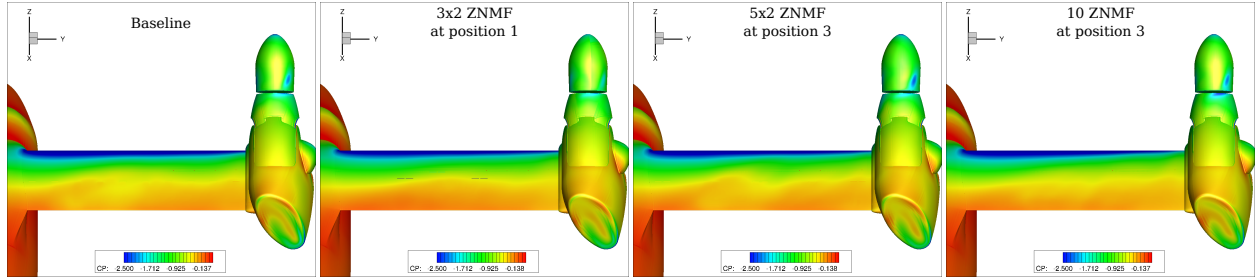 Baseline
Z
Y
X
CP: -2.500 -1.712 -0.925 -0.137
3x2 ZNMF
at position 1
Z
Y
X
CP: -2.500 -1.712 -0.925 -0.138
5x2 ZNMF
at position 3
Z
Y
X
CP: -2.500 -1.712 -0.925 -0.138
10 ZNMF
at position 3
Z
Y
X
CP: -2.500 -1.712 -0.925 -0.137